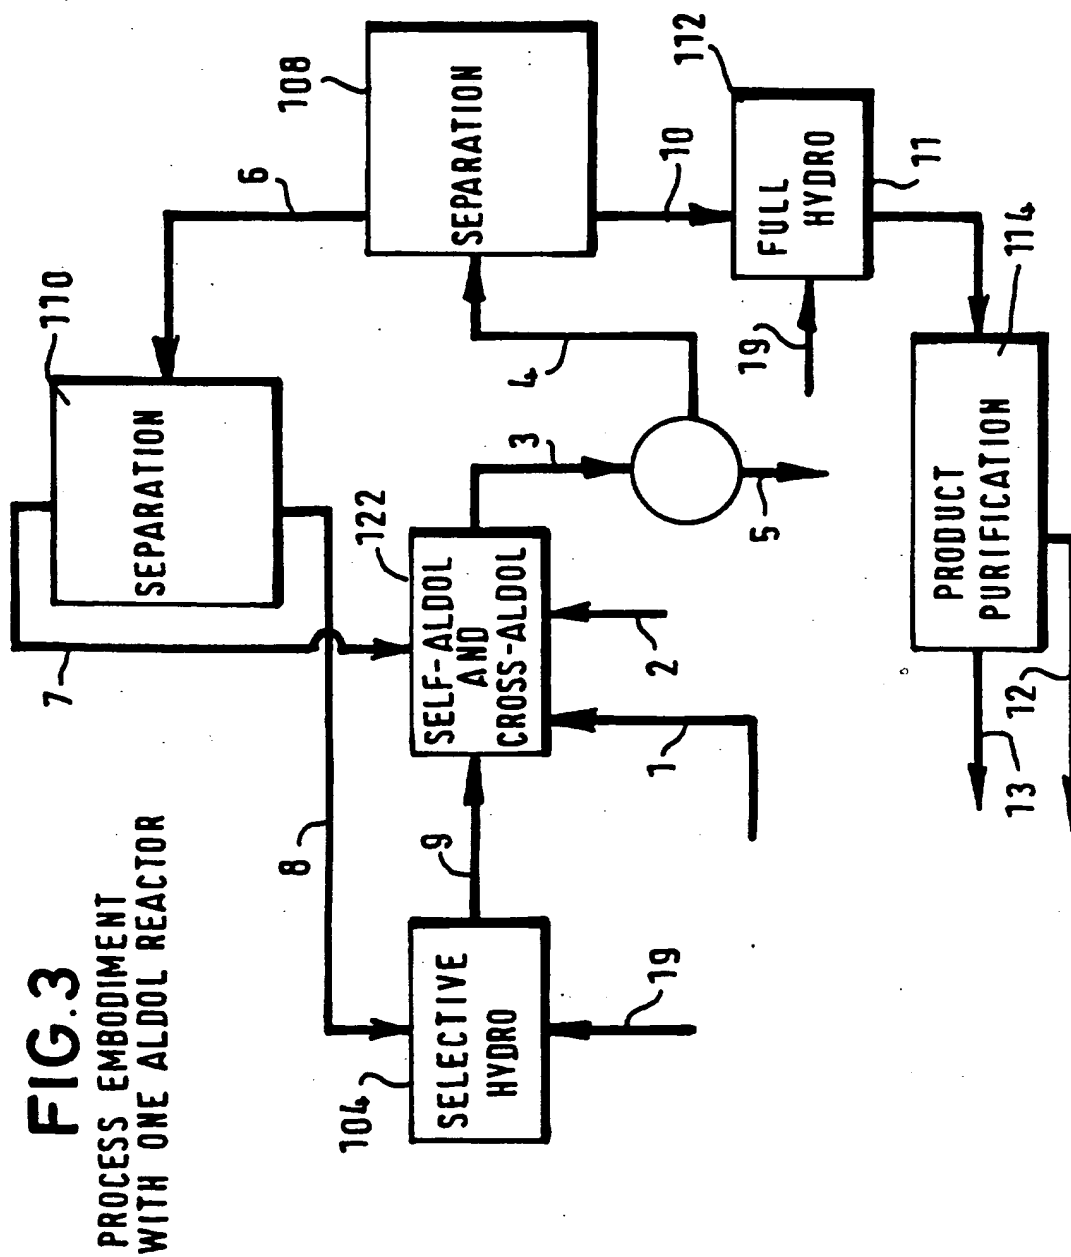 FIG.3
PROCESS EMBODIMENT
WITH ONE ALDOL REACTOR
110
6
108
SEPARATION
SEPARATION
7
8
122
SELF-ALDOL
AND
CROSS-ALDOL
3
4
10
112
FULL
HYDRO
104
SELECTIVE
HYDRO
9
19
1
2
5
19
11
114
PRODUCT
PURIFICATION
13
12